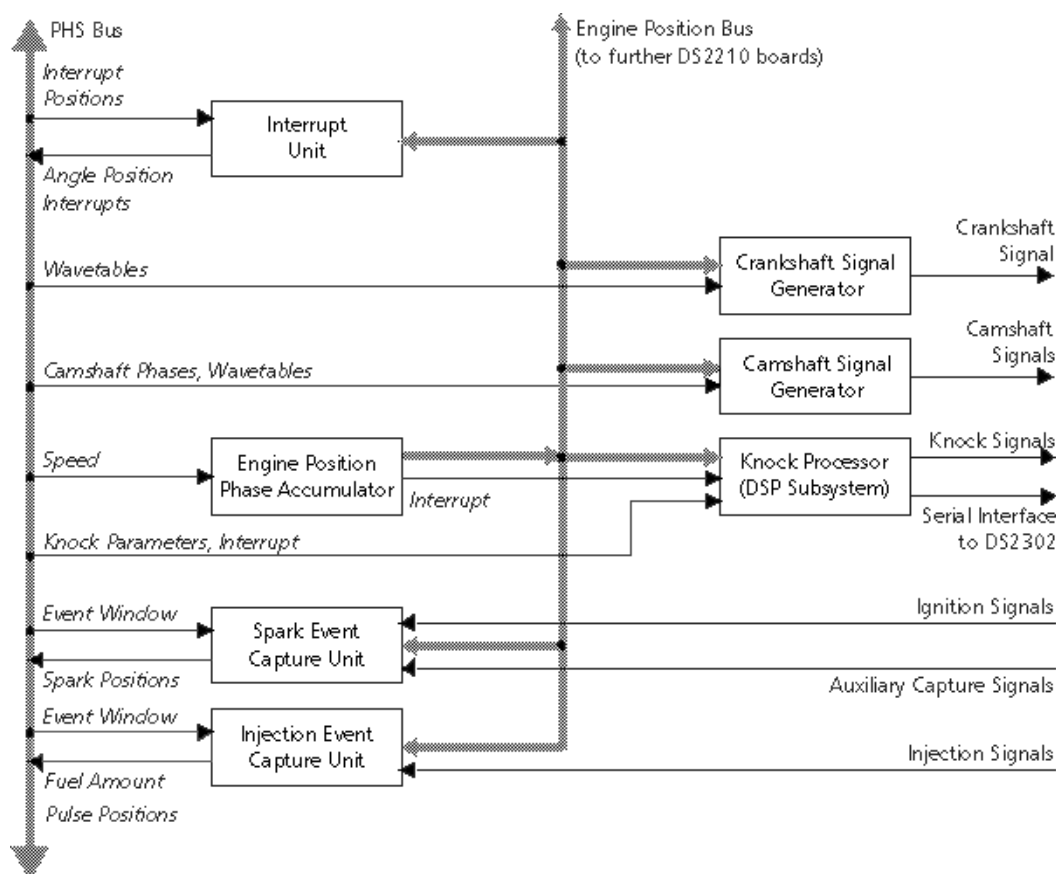 PHS Bus
Engine Position Bus
(to further DS2210 boards)
Interrupt
Positions
Interrupt
Unit
Angle Position
Interrupts
Crankshaft
Signal
Wavetables
Crankshaft Signal
Generator
Camshaft
Signals
Camshaft Phases, Wavetables
Camshaft Signal
Generator
Speed
Engine Position
Phase Accumulator
Interrupt
Knock Processor
(DSP Subsystem)
Knock Signals
Serial Interface
to DS2302
Knock Parameters, Interrupt
Event Window
Spark Event
Capture Unit
Ignition Signals
Spark Positions
Auxiliary Capture Signals
Event Window
Injection Event
Capture Unit
Injection Signals
Fuel Amount
Pulse Positions